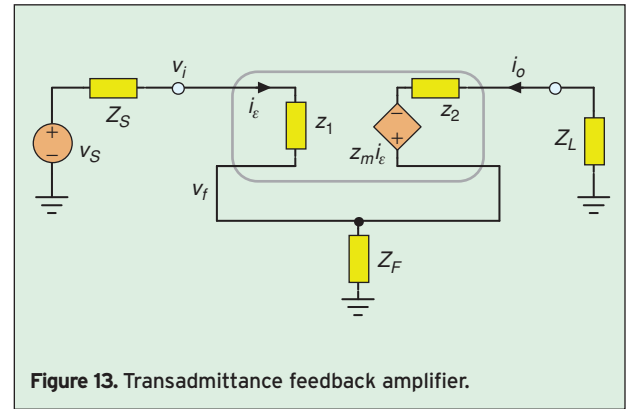 v_i
i_ε
i_o
Z_S
z_1
z_2
v_S
z_m i_ε
Z_L
v_f
Z_F
Figure 13. Transadmittance feedback amplifier.